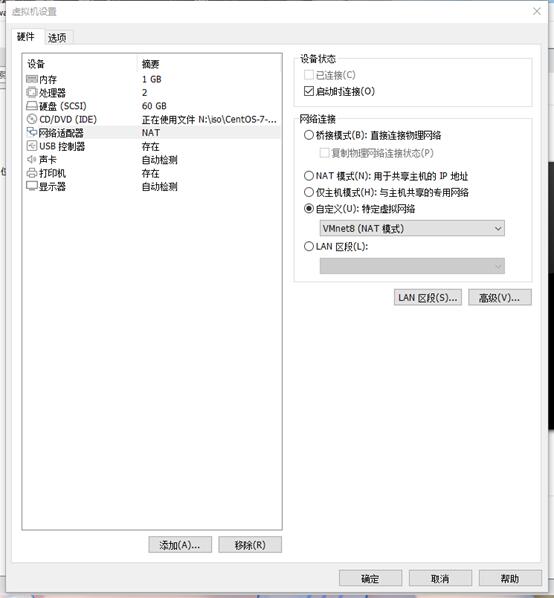 虚拟机设置
硬件 选项
设备 摘要
内存 1 GB
处理器 2
硬盘 (SCSI) 60 GB
CD/DVD (IDE) 正在使用文件 N:\iso\CentOS-7-...
网络适配器 NAT
USB 控制器 存在
声卡 自动检测
打印机 存在
显示器 自动检测
添加(A)... 移除(R)
设备状态
已连接(C)
启动时连接(O)
网络连接
桥接模式(B): 直接连接物理网络
复制物理网络连接状态(P)
NAT 模式(N): 用于共享主机的 IP 地址
仅主机模式(H): 与主机共享的专用网络
自定义(U): 特定虚拟网络
VMnet8 (NAT 模式)
LAN 区段(L):
LAN 区段(S)... 高级(V)...
确定 取消 帮助